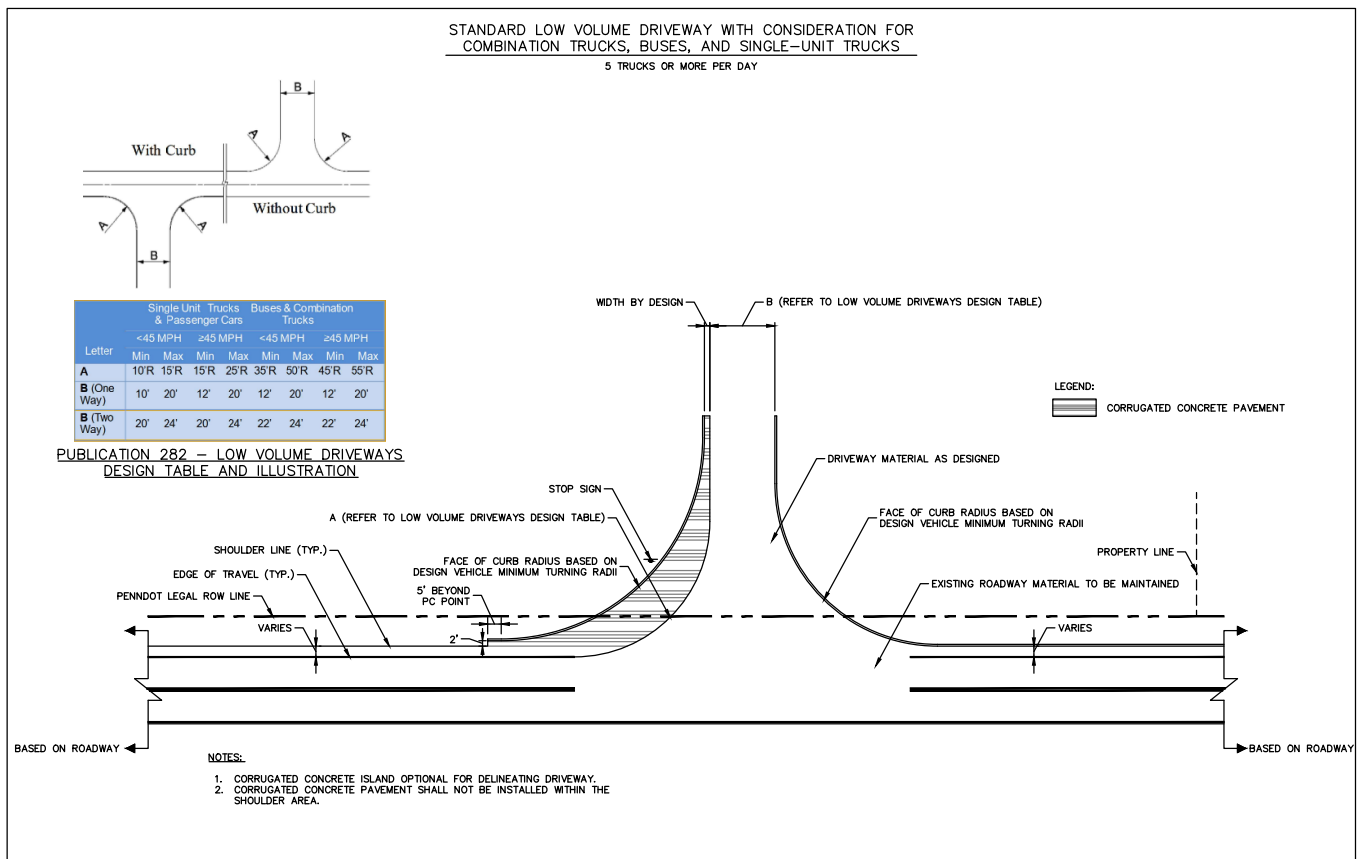 STANDARD LOW VOLUME DRIVEWAY WITH CONSIDERATION FOR
COMBINATION TRUCKS, BUSES, AND SINGLE-UNIT TRUCKS
5 TRUCKS OR MORE PER DAY
B
A
A
With Curb
Without Curb
A
A
B
Letter
Single Unit Trucks & Passenger Cars
Buses & Combination Trucks
<45 MPH ≥45 MPH <45 MPH ≥45 MPH
Min Max Min Max Min Max Min Max
A 10'R 15'R 15'R 25'R 35'R 50'R 45'R 55'R
B (One Way) 10' 20' 12' 20' 12' 20' 12' 20'
B (Two Way) 20' 24' 20' 24' 22' 24' 22' 24'
PUBLICATION 282 – LOW VOLUME DRIVEWAYS
DESIGN TABLE AND ILLUSTRATION
WIDTH BY DESIGN
B (REFER TO LOW VOLUME DRIVEWAYS DESIGN TABLE)
LEGEND:
CORRUGATED CONCRETE PAVEMENT
DRIVEWAY MATERIAL AS DESIGNED
STOP SIGN
A (REFER TO LOW VOLUME DRIVEWAYS DESIGN TABLE)
FACE OF CURB RADIUS BASED ON
DESIGN VEHICLE MINIMUM TURNING RADII
SHOULDER LINE (TYP.)
FACE OF CURB RADIUS BASED ON
DESIGN VEHICLE MINIMUM TURNING RADII
PROPERTY LINE
EDGE OF TRAVEL (TYP.)
5' BEYOND
PC POINT
EXISTING ROADWAY MATERIAL TO BE MAINTAINED
PENNDOT LEGAL ROW LINE
VARIES
2'
VARIES
BASED ON ROADWAY
BASED ON ROADWAY
NOTES:
1. CORRUGATED CONCRETE ISLAND OPTIONAL FOR DELINEATING DRIVEWAY.
2. CORRUGATED CONCRETE PAVEMENT SHALL NOT BE INSTALLED WITHIN THE
SHOULDER AREA.